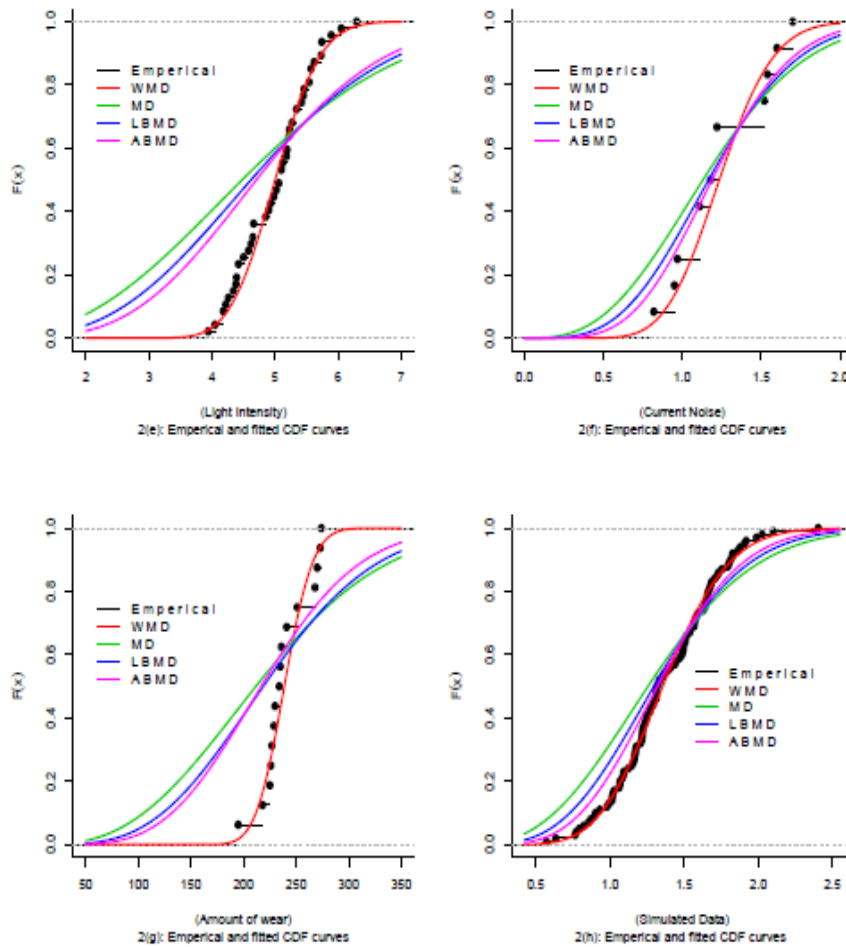 1.0
0.8
0.6
0.4
0.2
0.0
F(x)
Emperical
WMD
MD
LBMD
ABMD
2 3 4 5 6 7
(Light Intensity)
2(e): Emperical and fitted CDF curves
1.0
0.8
0.6
0.4
0.2
0.0
F(x)
Emperical
WMD
MD
LBMD
ABMD
0.0 0.5 1.0 1.5 2.0
(Current Noise)
2(f): Emperical and fitted CDF curves
1.0
0.8
0.6
0.4
0.2
0.0
F(x)
Emperical
WMD
MD
LBMD
ABMD
50 100 150 200 250 300 350
(Amount of wear)
2(g): Emperical and fitted CDF curves
1.0
0.8
0.6
0.4
0.2
0.0
F(x)
Emperical
WMD
MD
LBMD
ABMD
0.5 1.0 1.5 2.0 2.5
(Simulated Data)
2(h): Emperical and fitted CDF curves